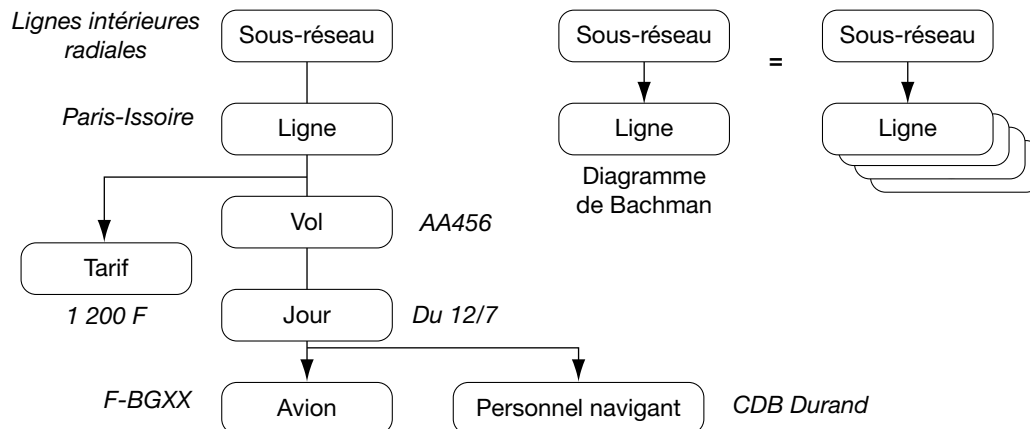 Lignes intérieures
radiales
Sous-réseau
Sous-réseau
=
Sous-réseau
Paris-Issoire
Ligne
Ligne
Ligne
Diagramme
de Bachman
Vol
AA456
Tarif
1 200 F
Jour
Du 12/7
F-BGXX
Avion
Personnel navigant
CDB Durand